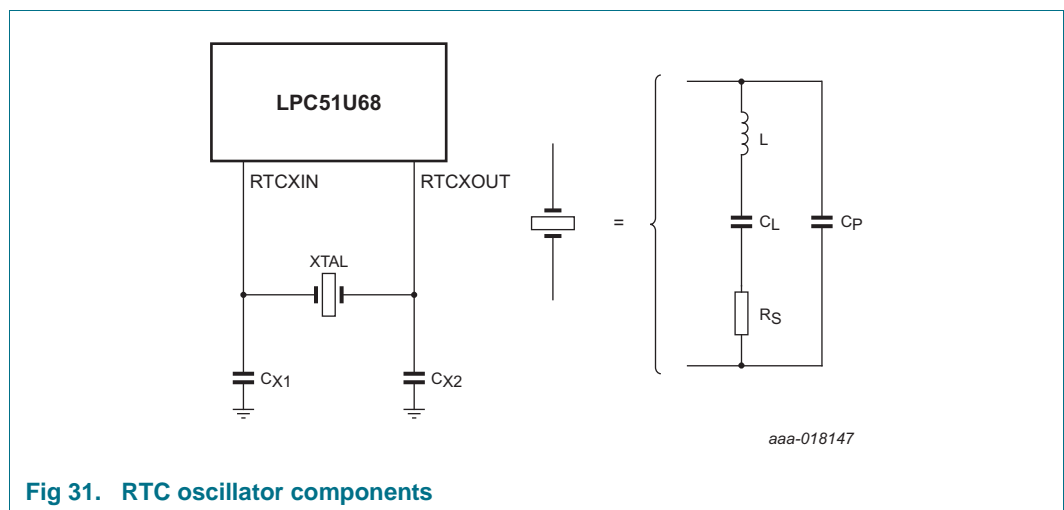 LPC51U68
RTCXIN
RTCXOUT
XTAL
CX1
CX2
=
L
CL
CP
RS
aaa-018147
Fig 31. RTC oscillator components